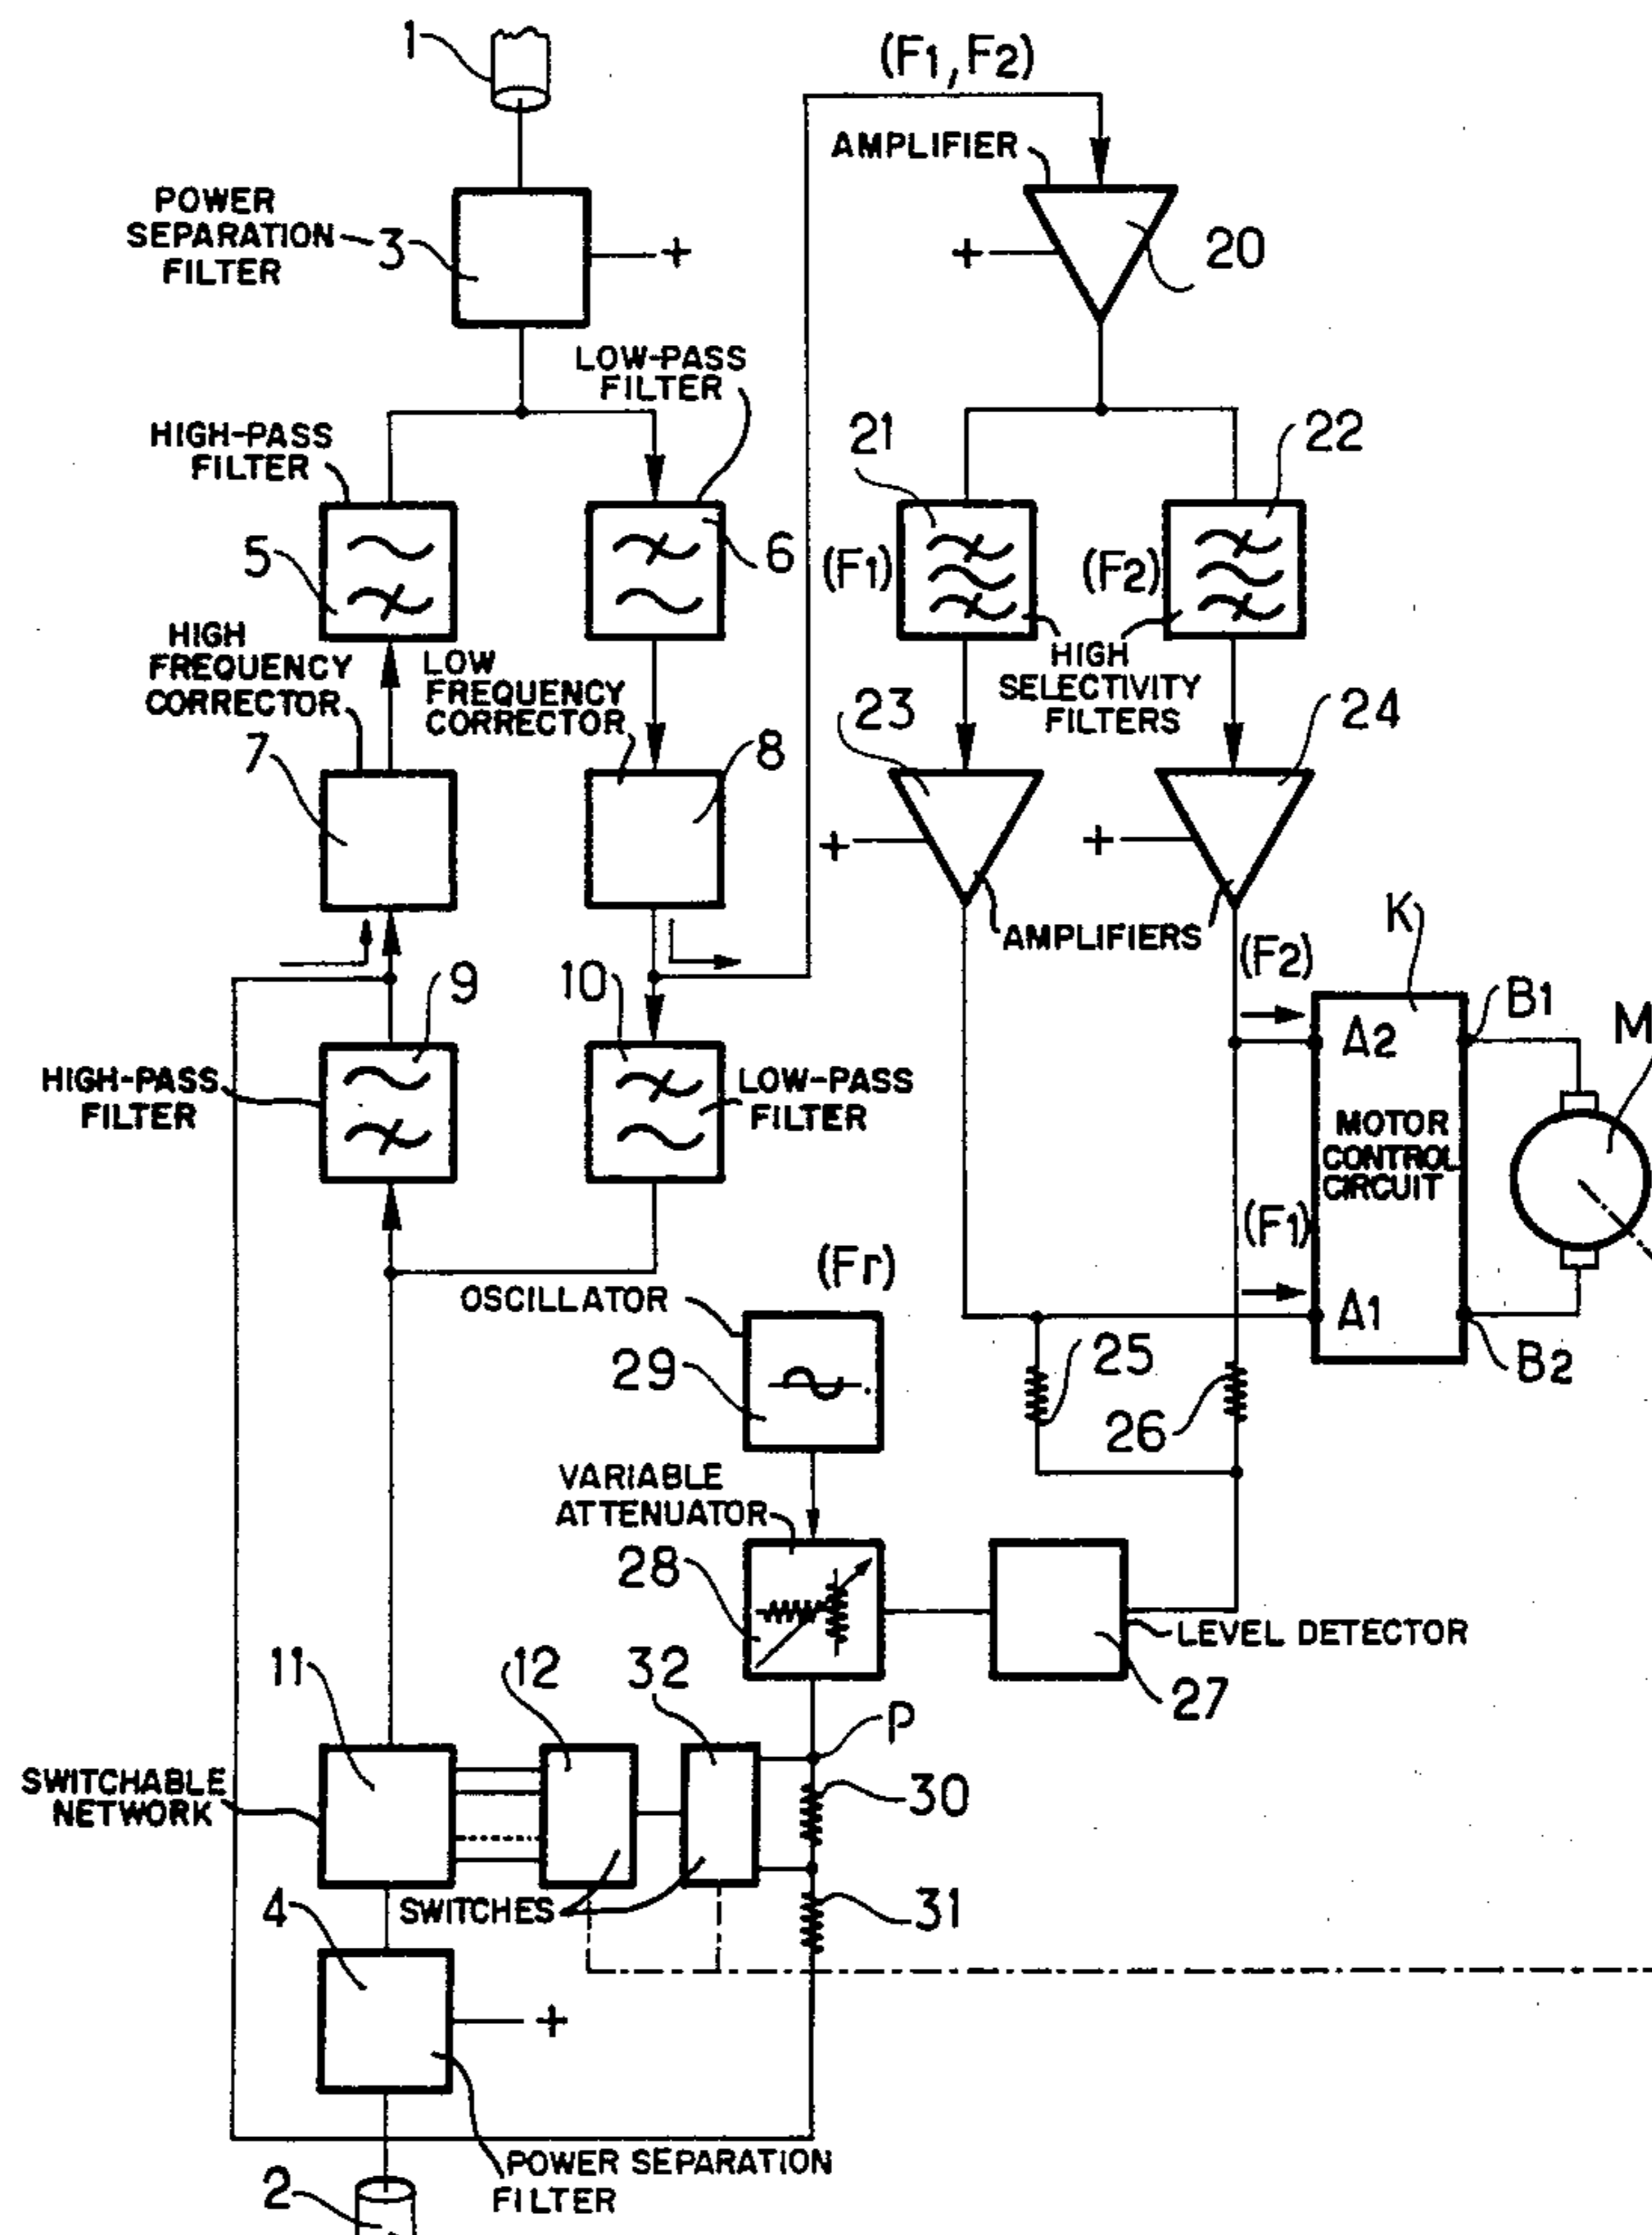 1
(F1, F2)
AMPLIFIER
POWER
SEPARATION
FILTER
3
+
+
20
LOW-PASS
FILTER
HIGH-PASS
FILTER
21
22
5
6
(F1)
(F2)
HIGH
FREQUENCY
CORRECTOR
LOW
FREQUENCY
CORRECTOR
HIGH
SELECTIVITY
FILTERS
23
24
7
8
+
+
AMPLIFIERS
K
(F2)
9
10
B1
M
A2
HIGH-PASS
FILTER
LOW-PASS
FILTER
MOTOR
CONTROL
CIRCUIT
(F1)
(Fr)
OSCILLATOR
A1
29
25
26
B2
VARIABLE
ATTENUATOR
28
LEVEL DETECTOR
27
11
12
32
P
SWITCHABLE
NETWORK
30
SWITCHES
31
4
+
POWER SEPARATION
FILTER
2